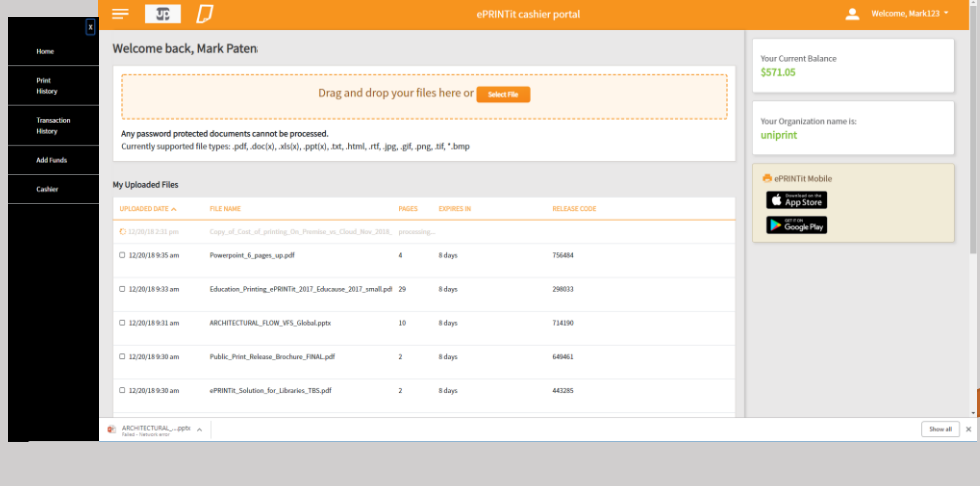 x
Home
Print
History
Transaction
History
Add Funds
Cashier
up
ePRINTit cashier portal
Welcome, Mark123
Welcome back, Mark Paten
Drag and drop your files here or Select File
Any password protected documents cannot be processed.
Currently supported file types: .pdf, .doc(x), .xls(x), .ppt(x), .txt, .html, .rtf, .jpg, .gif, .png, .tif, *.bmp
My Uploaded Files
UPLOADED DATE FILE NAME PAGES EXPIRES IN RELEASE CODE
12/20/18 2:31 pm Copy_of_Cost_of_printing_On_Premise_vs_Cloud_Nov_2018_ processing...
12/20/18 9:35 am Powerpoint_6_pages_up.pdf 4 8 days 756484
12/20/18 9:33 am Education_Printing_ePRINTit_2017_Educause_2017_small.pdf 29 8 days 298033
12/20/18 9:31 am ARCHITECTURAL_FLOW_VFS_Global.pptx 10 8 days 714190
12/20/18 9:30 am Public_Print_Release_Brochure_FINAL.pdf 2 8 days 649461
12/20/18 9:30 am ePRINTit_Solution_for_Libraries_TBS.pdf 2 8 days 443285
Your Current Balance
$571.05
Your Organization name is:
uniprint
ePRINTit Mobile
Download on the
App Store
GET IT ON
Google Play
ARCHITECTURAL_....pptx
Failed - Network error
Show all